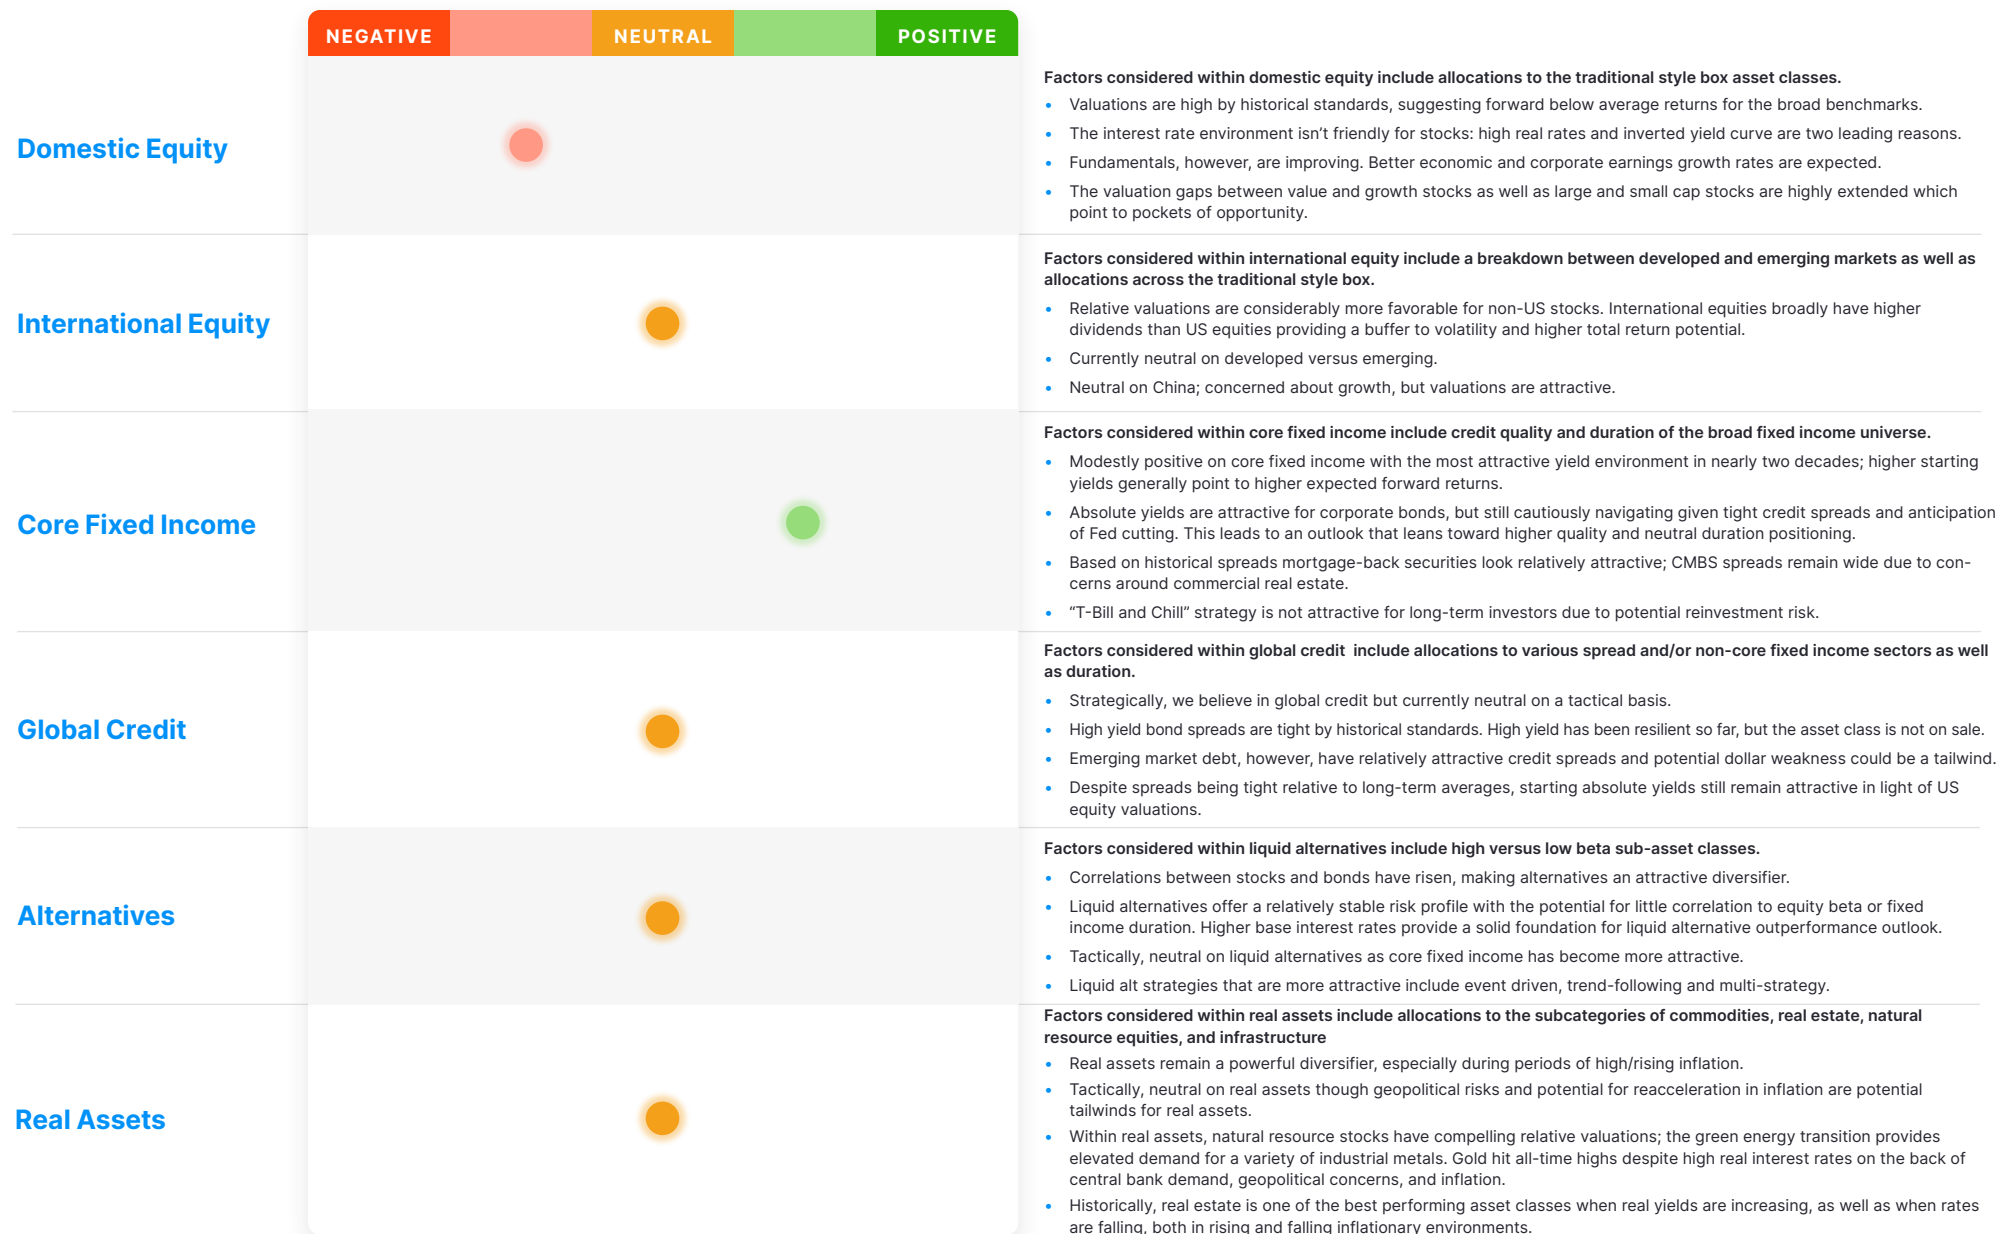 NEGATIVE NEUTRAL POSITIVE
Domestic Equity
Factors considered within domestic equity include allocations to the traditional style box asset classes.
• Valuations are high by historical standards, suggesting forward below average returns for the broad benchmarks.
• The interest rate environment isn’t friendly for stocks: high real rates and inverted yield curve are two leading reasons.
• Fundamentals, however, are improving. Better economic and corporate earnings growth rates are expected.
• The valuation gaps between value and growth stocks as well as large and small cap stocks are highly extended which
point to pockets of opportunity.
International Equity
Factors considered within international equity include a breakdown between developed and emerging markets as well as
allocations across the traditional style box.
• Relative valuations are considerably more favorable for non-US stocks. International equities broadly have higher
dividends than US equities providing a buffer to volatility and higher total return potential.
• Currently neutral on developed versus emerging.
• Neutral on China; concerned about growth, but valuations are attractive.
Core Fixed Income
Factors considered within core fixed income include credit quality and duration of the broad fixed income universe.
• Modestly positive on core fixed income with the most attractive yield environment in nearly two decades; higher starting
yields generally point to higher expected forward returns.
• Absolute yields are attractive for corporate bonds, but still cautiously navigating given tight credit spreads and anticipation
of Fed cutting. This leads to an outlook that leans toward higher quality and neutral duration positioning.
• Based on historical spreads mortgage-back securities look relatively attractive; CMBS spreads remain wide due to con-
cerns around commercial real estate.
• “T-Bill and Chill” strategy is not attractive for long-term investors due to potential reinvestment risk.
Global Credit
Factors considered within global credit  include allocations to various spread and/or non-core fixed income sectors as well
as duration.
• Strategically, we believe in global credit but currently neutral on a tactical basis.
• High yield bond spreads are tight by historical standards. High yield has been resilient so far, but the asset class is not on sale.
• Emerging market debt, however, have relatively attractive credit spreads and potential dollar weakness could be a tailwind.
• Despite spreads being tight relative to long-term averages, starting absolute yields still remain attractive in light of US
equity valuations.
Alternatives
Factors considered within liquid alternatives include high versus low beta sub-asset classes.
• Correlations between stocks and bonds have risen, making alternatives an attractive diversifier.
• Liquid alternatives offer a relatively stable risk profile with the potential for little correlation to equity beta or fixed
income duration. Higher base interest rates provide a solid foundation for liquid alternative outperformance outlook.
• Tactically, neutral on liquid alternatives as core fixed income has become more attractive.
• Liquid alt strategies that are more attractive include event driven, trend-following and multi-strategy.
Real Assets
Factors considered within real assets include allocations to the subcategories of commodities, real estate, natural
resource equities, and infrastructure
• Real assets remain a powerful diversifier, especially during periods of high/rising inflation.
• Tactically, neutral on real assets though geopolitical risks and potential for reacceleration in inflation are potential
tailwinds for real assets.
• Within real assets, natural resource stocks have compelling relative valuations; the green energy transition provides
elevated demand for a variety of industrial metals. Gold hit all-time highs despite high real interest rates on the back of
central bank demand, geopolitical concerns, and inflation.
• Historically, real estate is one of the best performing asset classes when real yields are increasing, as well as when rates
are falling, both in rising and falling inflationary environments.